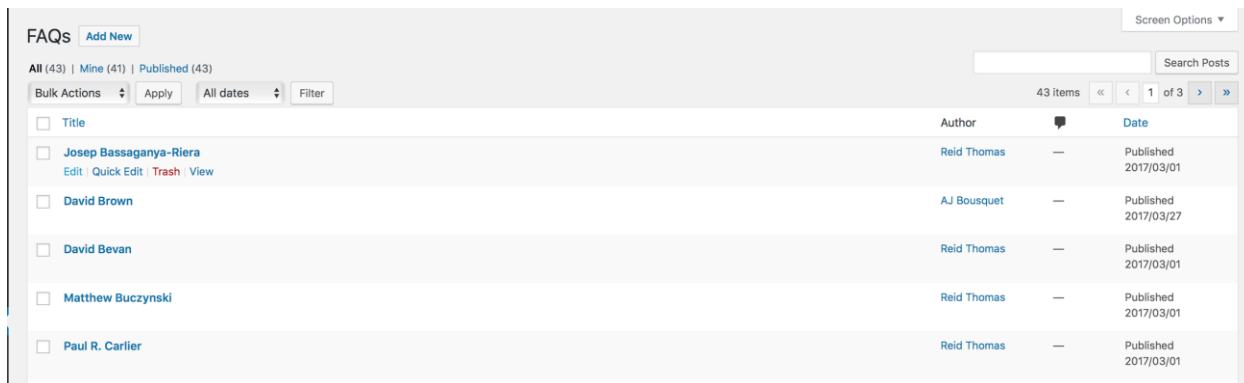 Screen Options ▼
FAQs Add New
All (43) | Mine (41) | Published (43)
Search Posts
Bulk Actions Apply All dates Filter 43 items « ‹ 1 of 3 › »
Title Author Date
Josep Bassaganya-Riera Reid Thomas — Published
Edit | Quick Edit | Trash | View 2017/03/01
David Brown AJ Bousquet — Published
2017/03/27
David Bevan Reid Thomas — Published
2017/03/01
Matthew Buczynski Reid Thomas — Published
2017/03/01
Paul R. Carlier Reid Thomas — Published
2017/03/01